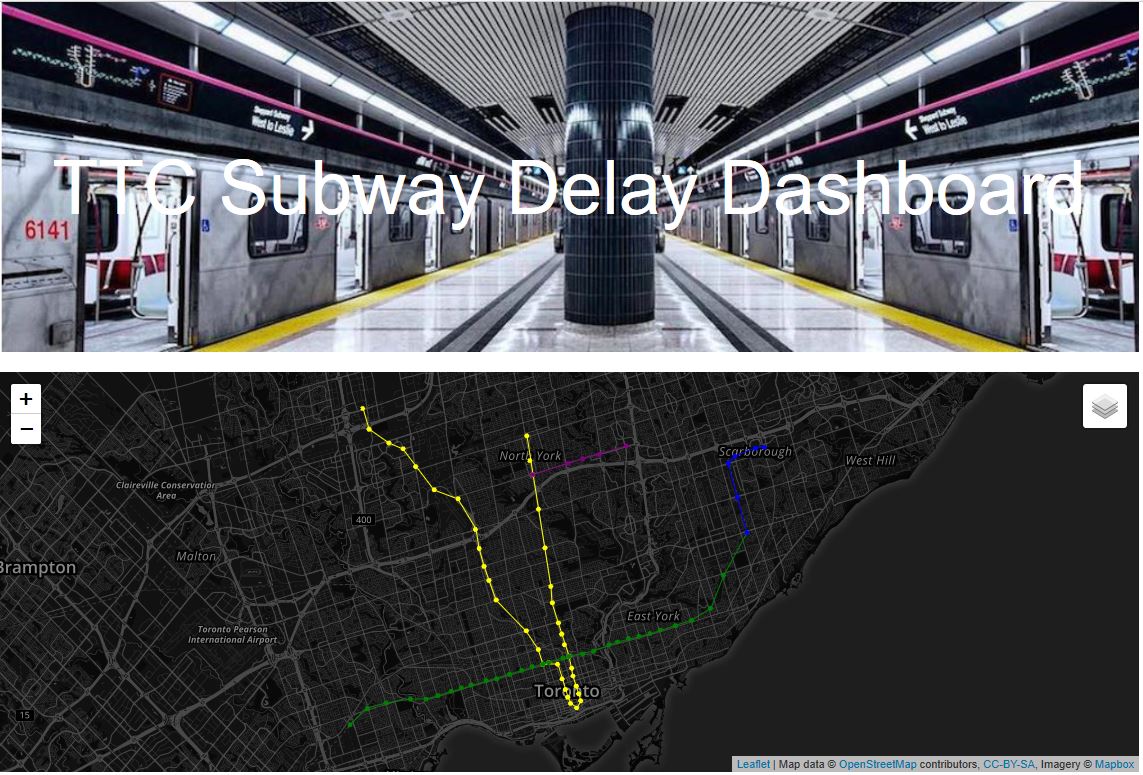 Sheppard Subway
West to Leslie
Sheppard Subway
West to Leslie
TTC Subway Delay Dashboard
6141
+
−
North York
Scarborough
West Hill
Claireville Conservation
Area
400
Malton
Brampton
East York
Toronto Pearson
International Airport
Toronto
15
Leaflet | Map data © OpenStreetMap contributors, CC-BY-SA, Imagery © Mapbox